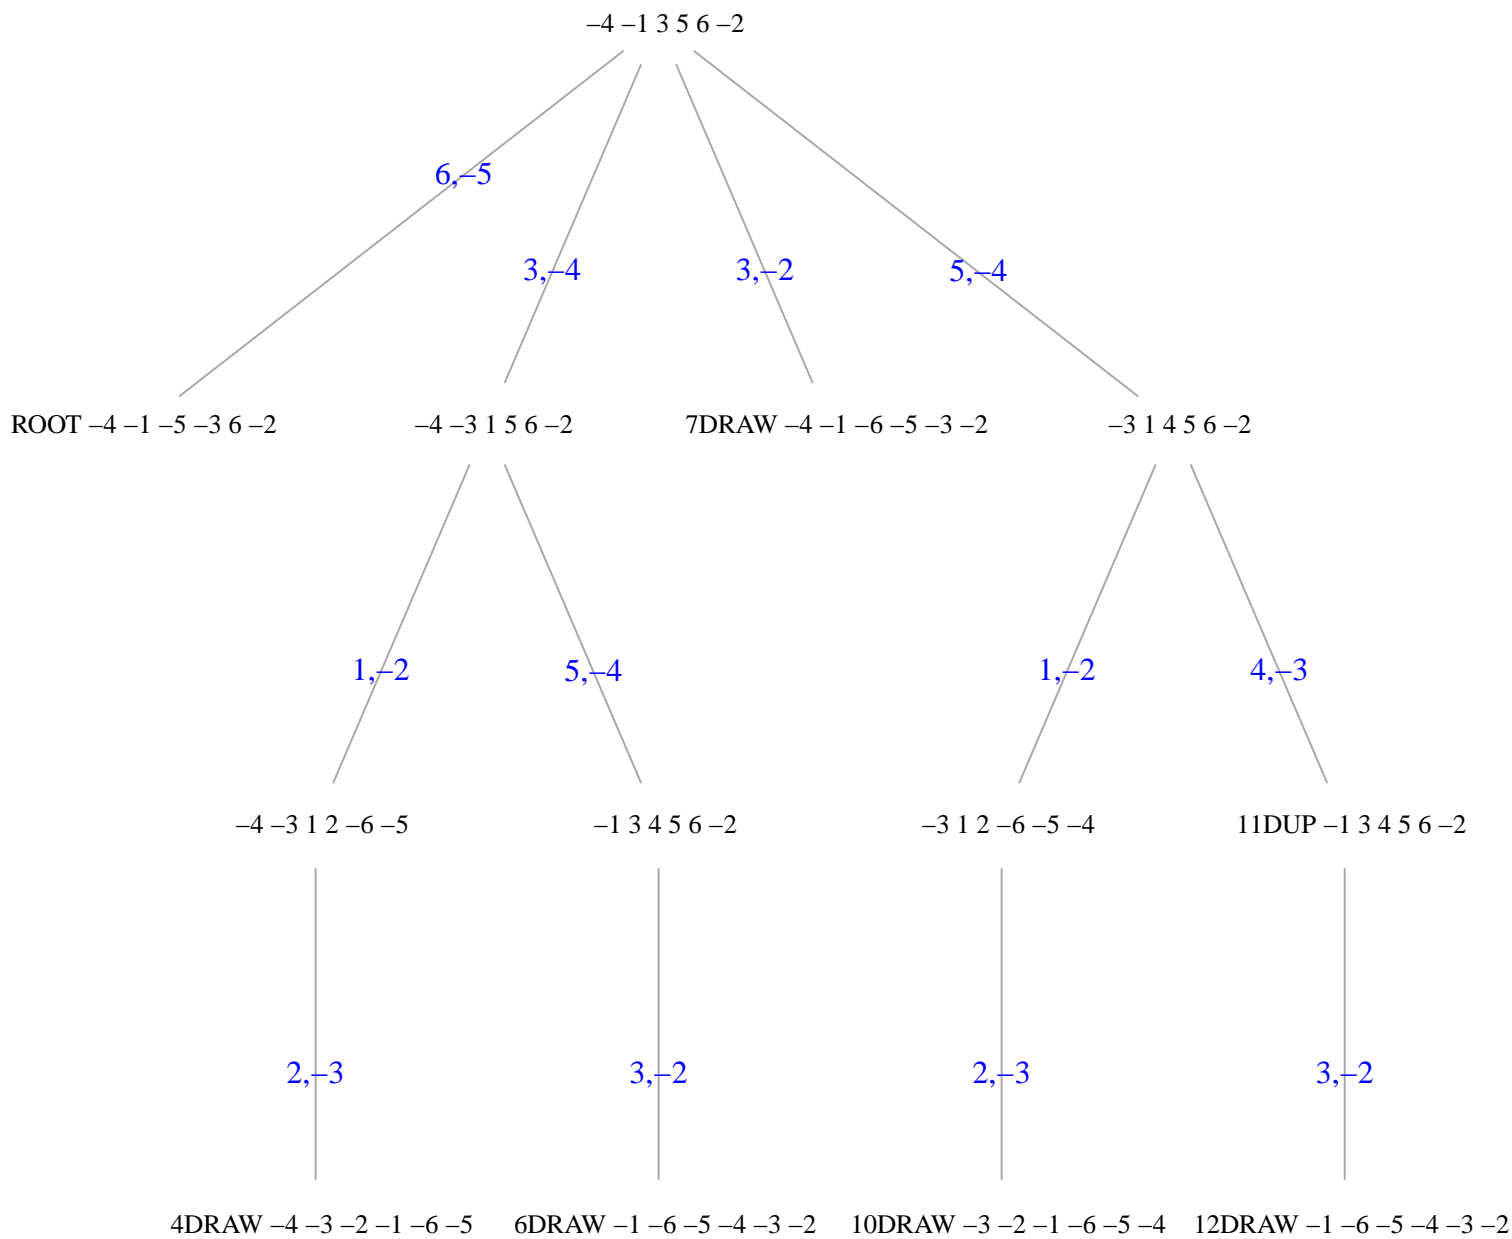 –4 –1 3 5 6 –2
6,–5
3,–4
3,–2
5,–4
ROOT –4 –1 –5 –3 6 –2
–4 –3 1 5 6 –2
7DRAW –4 –1 –6 –5 –3 –2
–3 1 4 5 6 –2
1,–2
5,–4
1,–2
4,–3
–4 –3 1 2 –6 –5
–1 3 4 5 6 –2
–3 1 2 –6 –5 –4
11DUP –1 3 4 5 6 –2
2,–3
3,–2
2,–3
3,–2
4DRAW –4 –3 –2 –1 –6 –5
6DRAW –1 –6 –5 –4 –3 –2
10DRAW –3 –2 –1 –6 –5 –4
12DRAW –1 –6 –5 –4 –3 –2